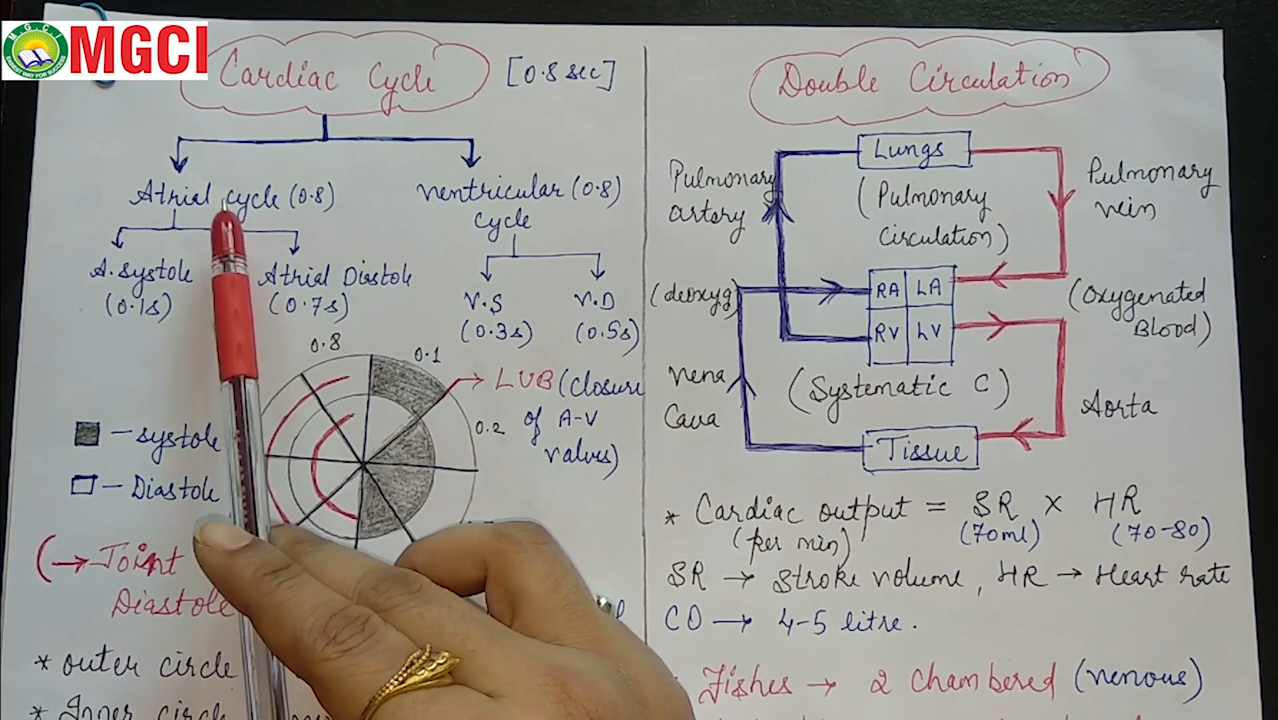 M.G.C.I
MGCI
Cardiac Cycle
[0.8 sec]
Atrial cycle (0.8)
ventricular (0.8)
cycle
A. systole
(0.1s)
Atrial Diastole
(0.7s)
V.S
(0.3s)
V.D
(0.5s)
0.8
0.1
0.2
→ LUB (closure
of A-V
valves)
- systole
- Diastole
(→ Joint
Diastole
* outer circle
* Inner circle
Double Circulation
Lungs
Pulmonary
artery
(Pulmonary
Circulation)
Pulmonary
vein
(deoxyg)
RA LA
RV LV
(Oxygenated
Blood)
vena
Cava
(Systematic C)
Aorta
Tissue
* Cardiac output = SR × HR
(per min) (70ml) (70-80)
SR → Stroke volume, HR → Heart rate
CO → 4-5 litre.
Fishes → 2 chambered (venous)